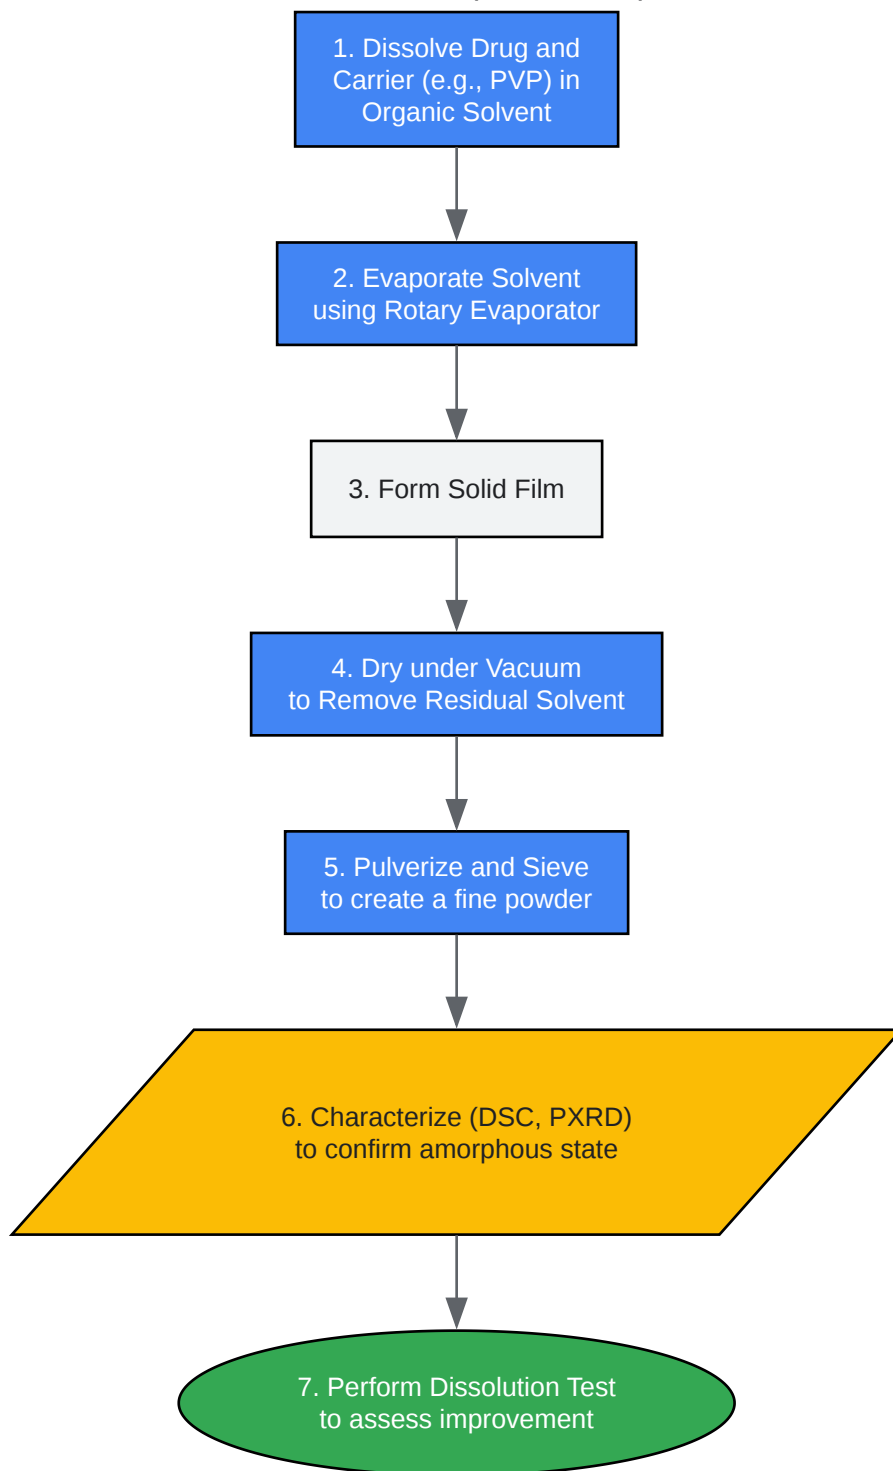 1. Dissolve Drug and
Carrier (e.g., PVP) in
Organic Solvent
2. Evaporate Solvent
using Rotary Evaporator
3. Form Solid Film
4. Dry under Vacuum
to Remove Residual Solvent
5. Pulverize and Sieve
to create a fine powder
6. Characterize (DSC, PXRD)
to confirm amorphous state
7. Perform Dissolution Test
to assess improvement